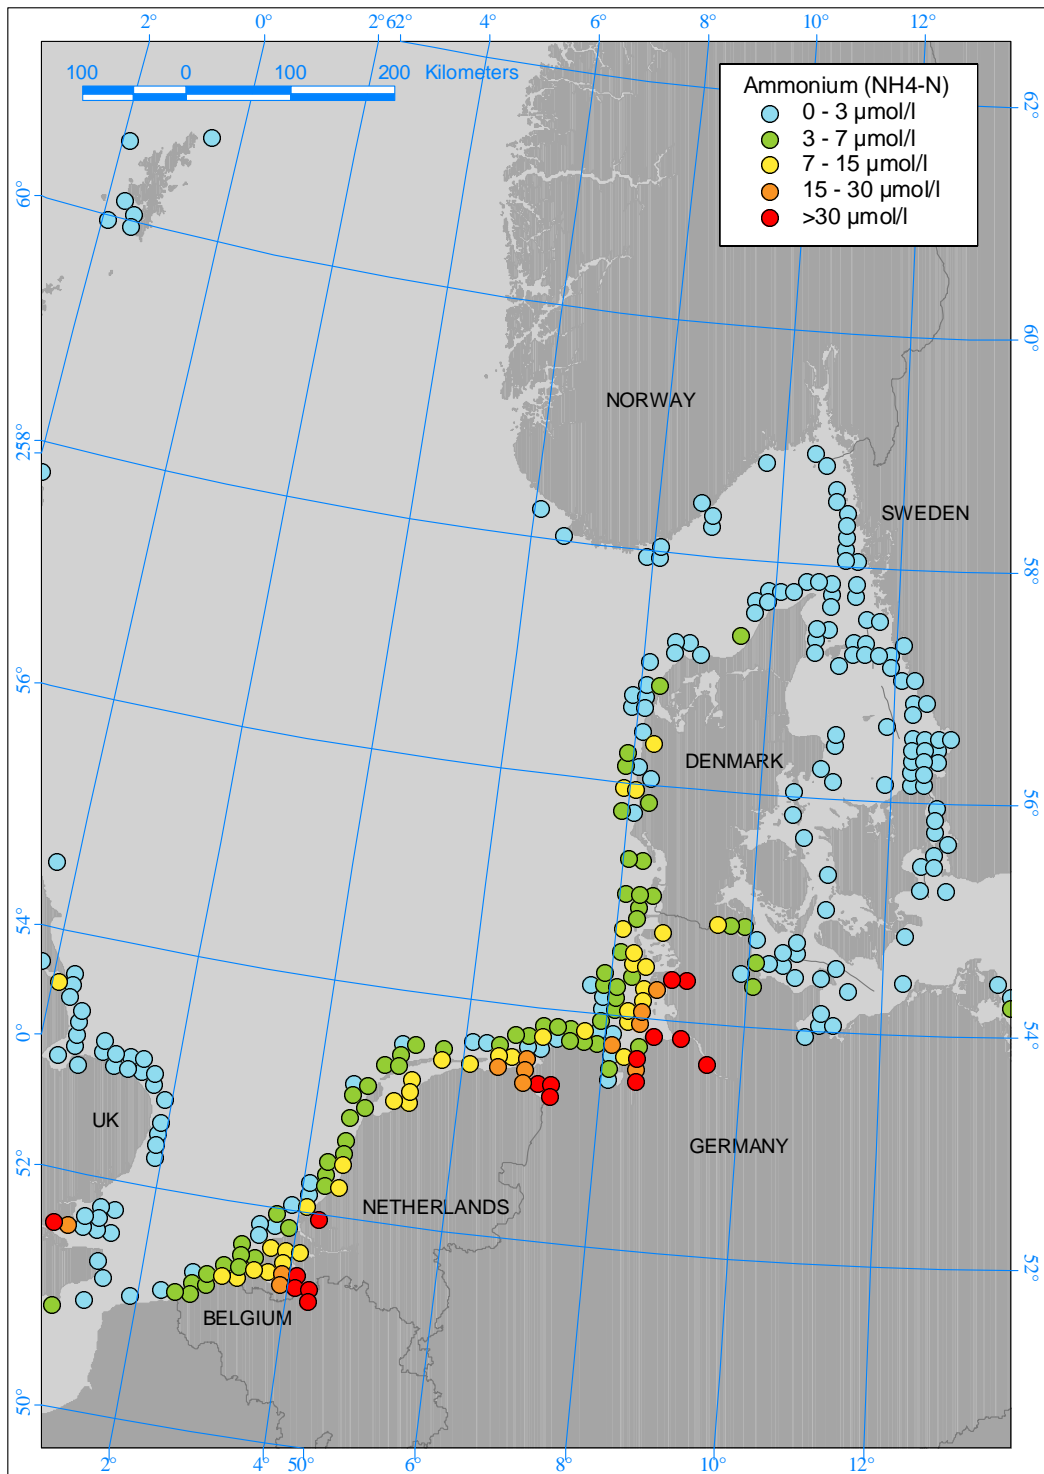 2° 0° 2° 62° 4° 6° 8° 10° 12°
100 0 100 200 Kilometers
Ammonium (NH4-N)
0 - 3 µmol/l
3 - 7 µmol/l
7 - 15 µmol/l
15 - 30 µmol/l
>30 µmol/l
62°
60°
60°
NORWAY
2 58°
SWEDEN
58°
56°
DENMARK
56°
54°
0°
54°
UK
GERMANY
52°
NETHERLANDS
52°
BELGIUM
50°
2° 4° 50° 6° 8° 10° 12°